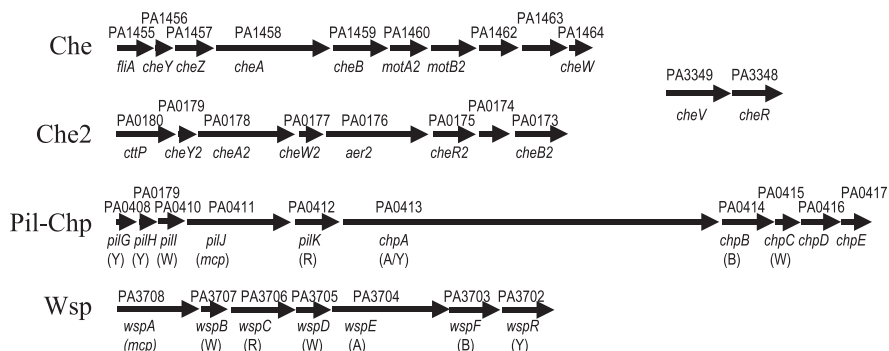 PA1456 PA1463
PA1455 PA1457 PA1458 PA1459 PA1460 PA1462 PA1464
Che
fliA cheY cheZ cheA cheB motA2 motB2 cheW
PA3349 PA3348
cheV cheR
PA0179 PA0174
PA0180 PA0178 PA0177 PA0176 PA0175 PA0173
Che2
cttP cheY2 cheA2 cheW2 aer2 cheR2 cheB2
PA0179 PA0415 PA0417
PA0408 PA0410 PA0411 PA0412 PA0413 PA0414 PA0416
Pil-Chp
pilG pilH pilI pilJ pilK chpA chpB chpC chpD chpE
(Y) (Y) (W) (mcp) (R) (A/Y) (B) (W)
PA3708 PA3707 PA3706 PA3705 PA3704 PA3703 PA3702
Wsp
wspA wspB wspC wspD wspE wspF wspR
(mcp) (W) (R) (W) (A) (B) (Y)